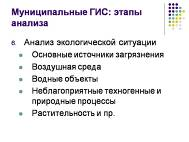 Муниципальные ГИС: этапы
анализа
6. Анализ экологической ситуации
Основные источники загрязнения
Воздушная среда
Водные объекты
Неблагоприятные техногенные и
природные процессы
Растительность и пр.